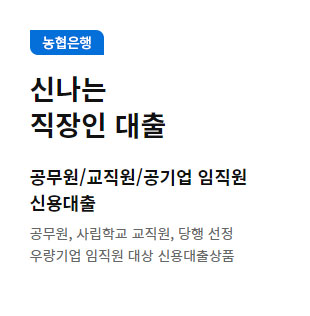 농협은행
신나는
직장인 대출
공무원/교직원/공기업 임직원
신용대출
공무원, 사립학교 교직원, 당행 선정
우량기업 임직원 대상 신용대출상품